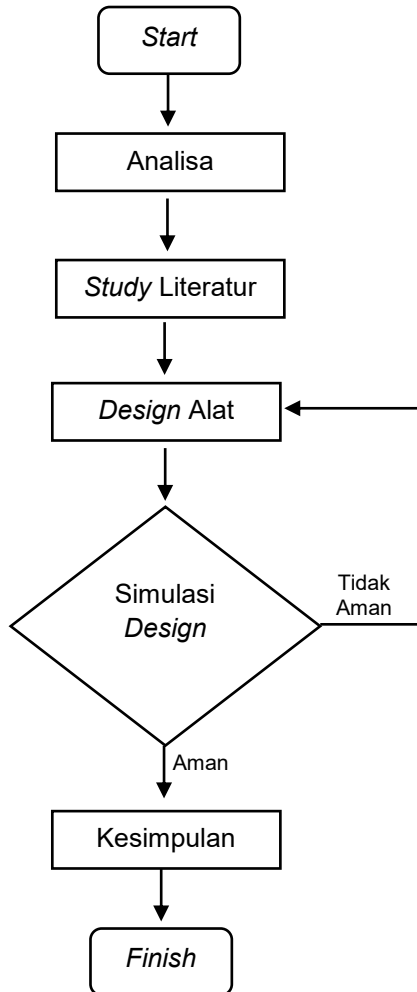 Start
Analisa
Study Literatur
Design Alat
Simulasi
Design
Tidak
Aman
Aman
Kesimpulan
Finish